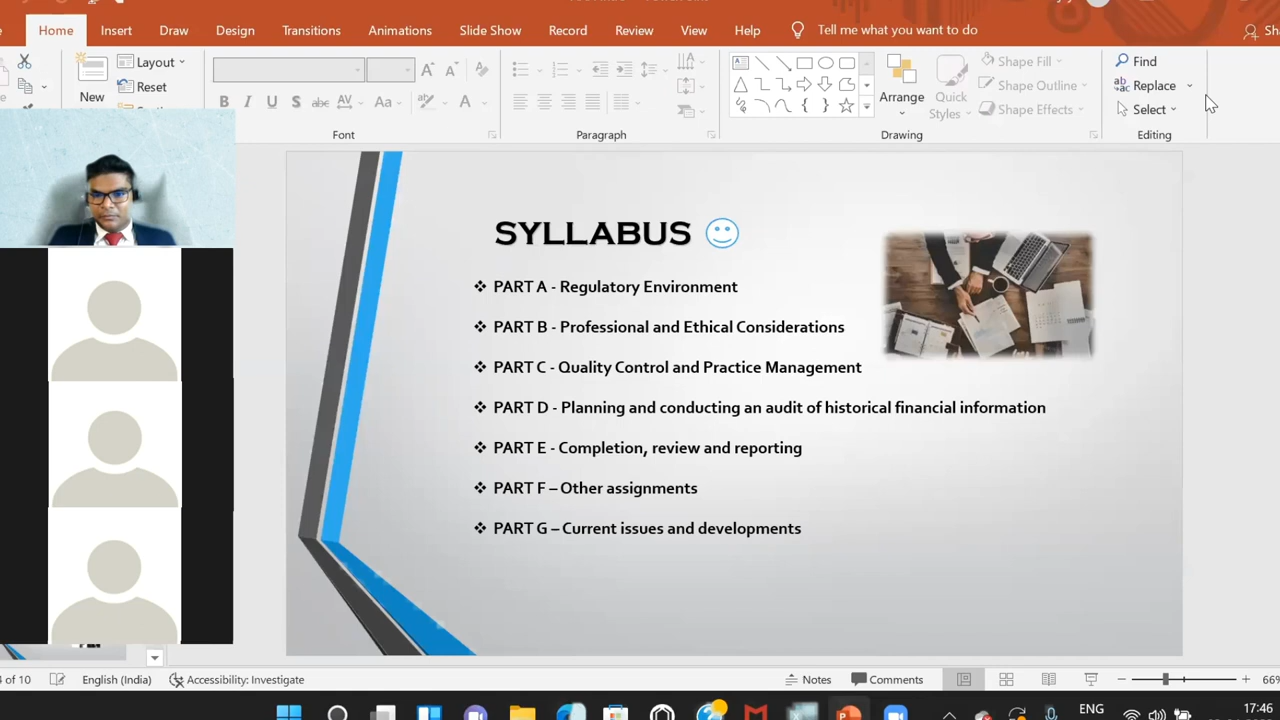 Home Insert Draw Design Transitions Animations Slide Show Record Review View Help Tell me what you want to do
Layout
Reset
New
Find
Replace
Select
Shape Fill
Shape Outline
Shape Effects
Arrange
Quick
Styles
Font Paragraph Drawing Editing
SYLLABUS
PART A - Regulatory Environment
PART B - Professional and Ethical Considerations
PART C - Quality Control and Practice Management
PART D - Planning and conducting an audit of historical financial information
PART E - Completion, review and reporting
PART F – Other assignments
PART G – Current issues and developments
of 10 English (India) Accessibility: Investigate Notes Comments 66%
ENG 17:46